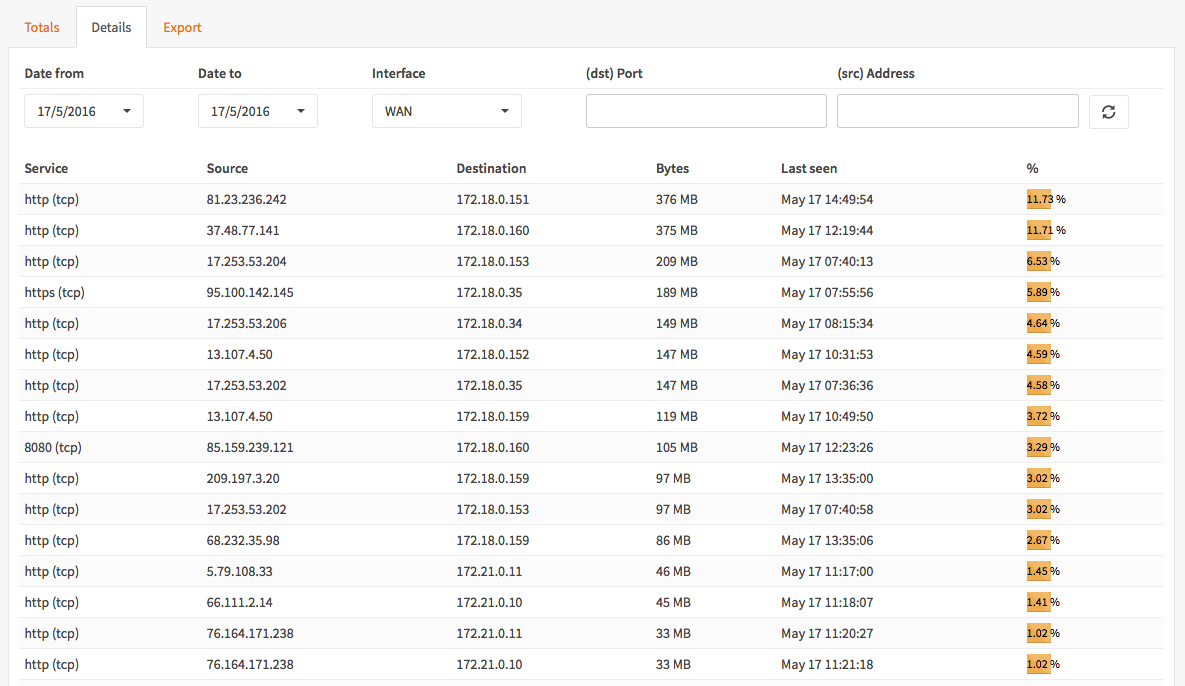 Totals Details Export
Date from Date to Interface (dst) Port (src) Address
17/5/2016 17/5/2016 WAN
Service Source Destination Bytes Last seen %
http (tcp) 81.23.236.242 172.18.0.151 376 MB May 17 14:49:54 11.73 %
http (tcp) 37.48.77.141 172.18.0.160 375 MB May 17 12:19:44 11.71 %
http (tcp) 17.253.53.204 172.18.0.153 209 MB May 17 07:40:13 6.53 %
https (tcp) 95.100.142.145 172.18.0.35 189 MB May 17 07:55:56 5.89 %
http (tcp) 17.253.53.206 172.18.0.34 149 MB May 17 08:15:34 4.64 %
http (tcp) 13.107.4.50 172.18.0.152 147 MB May 17 10:31:53 4.59 %
http (tcp) 17.253.53.202 172.18.0.35 147 MB May 17 07:36:36 4.58 %
http (tcp) 13.107.4.50 172.18.0.159 119 MB May 17 10:49:50 3.72 %
8080 (tcp) 85.159.239.121 172.18.0.160 105 MB May 17 12:23:26 3.29 %
http (tcp) 209.197.3.20 172.18.0.159 97 MB May 17 13:35:00 3.02 %
http (tcp) 17.253.53.202 172.18.0.153 97 MB May 17 07:40:58 3.02 %
http (tcp) 68.232.35.98 172.18.0.159 86 MB May 17 13:35:06 2.67 %
http (tcp) 5.79.108.33 172.21.0.11 46 MB May 17 11:17:00 1.45 %
http (tcp) 66.111.2.14 172.21.0.10 45 MB May 17 11:18:07 1.41 %
http (tcp) 76.164.171.238 172.21.0.11 33 MB May 17 11:20:27 1.02 %
http (tcp) 76.164.171.238 172.21.0.10 33 MB May 17 11:21:18 1.02 %